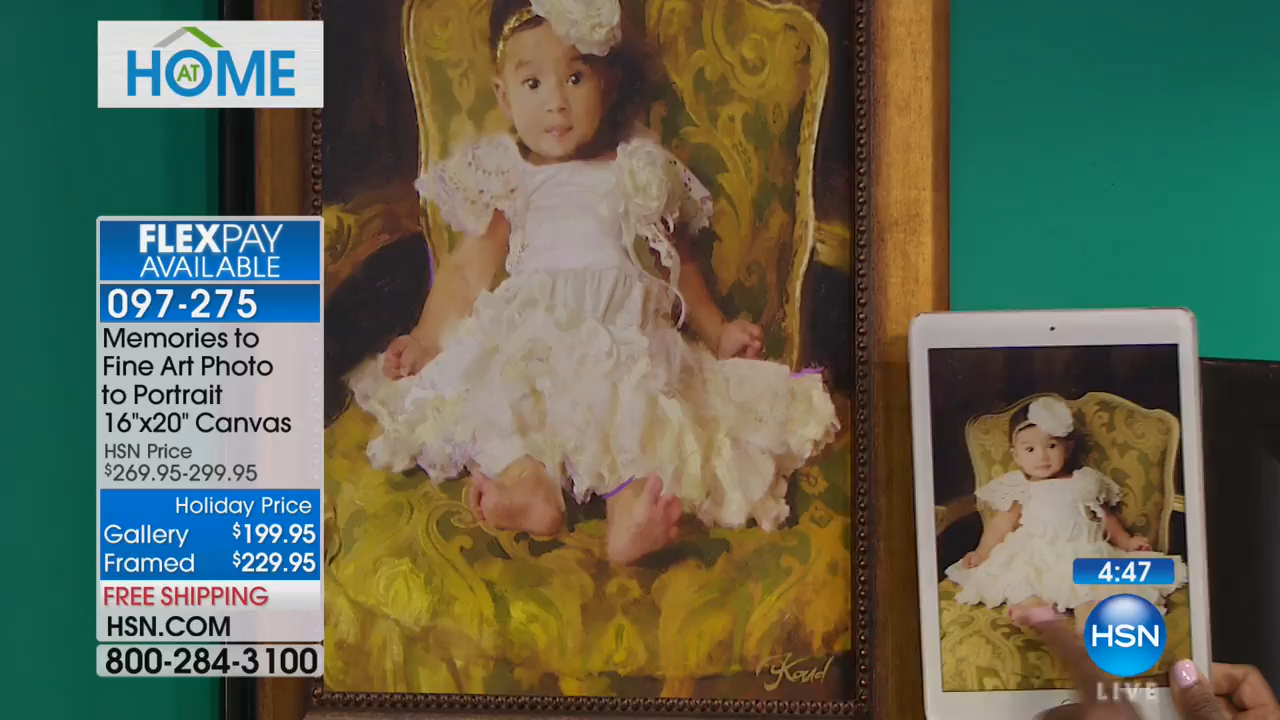 AT HOME
FLEXPAY
AVAILABLE
097-275
Memories to
Fine Art Photo
to Portrait
16"x20" Canvas
HSN Price
$269.95-299.95
Holiday Price
Gallery $199.95
Framed $229.95
FREE SHIPPING
HSN.COM
800-284-3100
4:47
HSN
LIVE